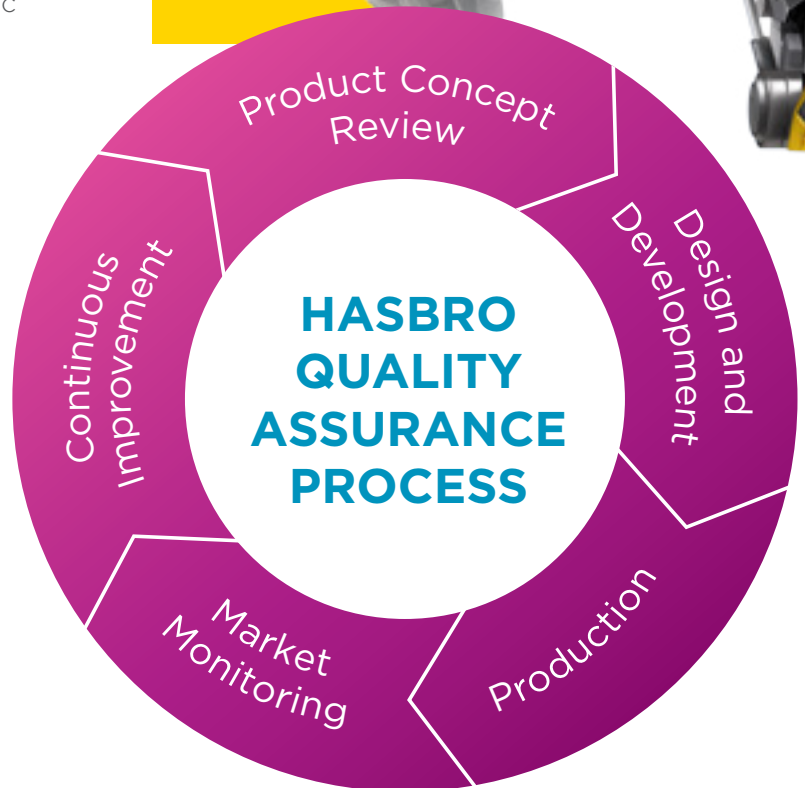 c
Product Concept
Review
Design and
Development
Production
Market
Monitoring
Continuous
Improvement
HASBRO
QUALITY
ASSURANCE
PROCESS